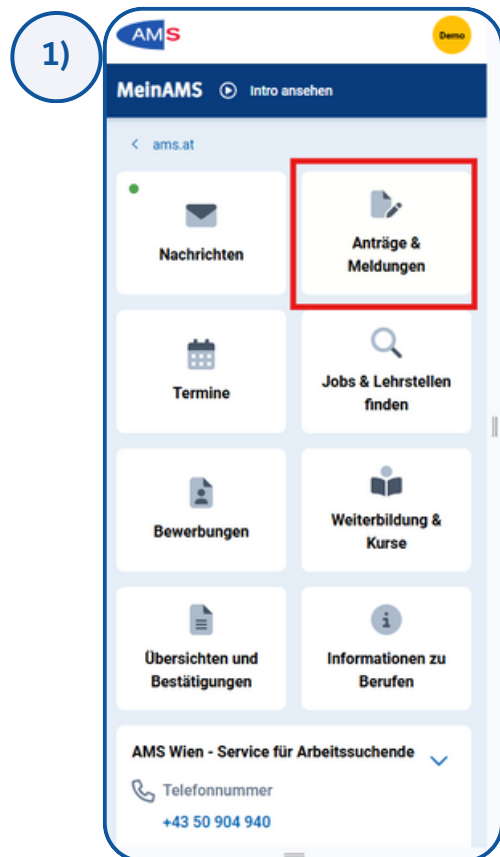 1)
AMS
Demo
MeinAMS Intro ansehen
< ams.at
Nachrichten
Anträge &
Meldungen
Termine
Jobs & Lehrstellen
finden
Bewerbungen
Weiterbildung &
Kurse
Übersichten und
Bestätigungen
Informationen zu
Berufen
AMS Wien - Service für Arbeitssuchende
Telefonnummer
+43 50 904 940